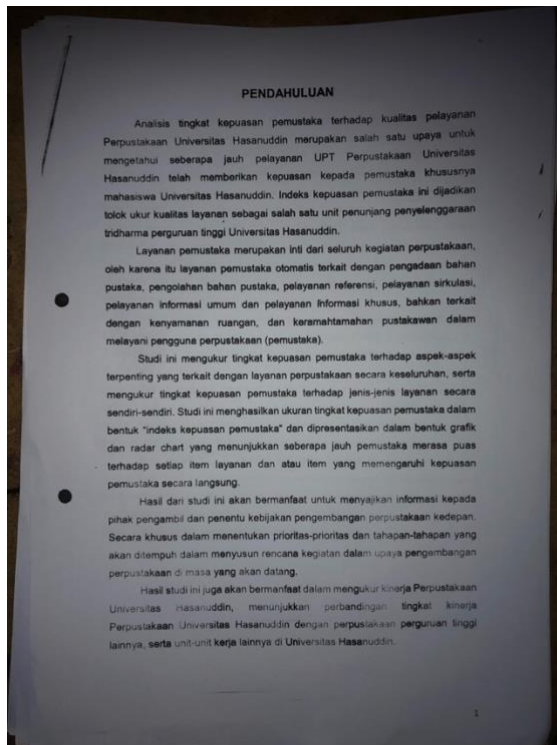 PENDAHULUAN
Analisis tingkat kepuasan pemustaka terhadap kualitas pelayanan
Perpustakaan Universitas Hasanuddin merupakan salah satu upaya untuk
mengetahui seberapa jauh pelayanan UPT Perpustakaan Universitas
Hasanuddin telah memberikan kepuasan kepada pemustaka khususnya
mahasiswa Universitas Hasanuddin. Indeks kepuasan pemustaka ini dijadikan
tolok ukur kualitas layanan sebagai salah satu unit penunjang penyelenggaraan
tridharma perguruan tinggi Universitas Hasanuddin.
Layanan pemustaka merupakan inti dari seluruh kegiatan perpustakaan,
oleh karena itu layanan pemustaka otomatis terkait dengan pengadaan bahan
pustaka, pengolahan bahan pustaka, pelayanan referensi, pelayanan sirkulasi,
pelayanan informasi umum dan pelayanan Informasi khusus, bahkan terkait
dengan kenyamanan ruangan, dan keramahtamahan pustakawan dalam
melayani pengguna perpustakaan (pemustaka).
Studi ini mengukur tingkat kepuasan pemustaka terhadap aspek-aspek
terpenting yang terkait dengan layanan perpustakaan secara keseluruhan, serta
mengukur tingkat kepuasan pemustaka terhadap jenis-jenis layanan secara
sendiri-sendiri. Studi ini menghasilkan ukuran tingkat kepuasan pemustaka dalam
bentuk "indeks kepuasan pemustaka" dan dipresentasikan dalam bentuk grafik
dan radar chart yang menunjukkan seberapa jauh pemustaka merasa puas
terhadap setiap item layanan dan atau item yang memengaruhi kepuasan
pemustaka secara langsung.
Hasil dari studi ini akan bermanfaat untuk menyajikan informasi kepada
pihak pengambil dan penentu kebijakan pengembangan perpustakaan kedepan.
Secara khusus dalam menentukan prioritas-prioritas dan tahapan-tahapan yang
akan ditempuh dalam menyusun rencana kegiatan dalam upaya pengembangan
perpustakaan di masa yang akan datang.
Hasil studi ini juga akan bermanfaat dalam mengukur kinerja Perpustakaan
Universitas Hasanuddin, menunjukkan perbandingan tingkat kinerja
Perpustakaan Universitas Hasanuddin dengan perpustakaan perguruan tinggi
lainnya, serta unit-unit kerja lainnya di Universitas Hasanuddin.
1